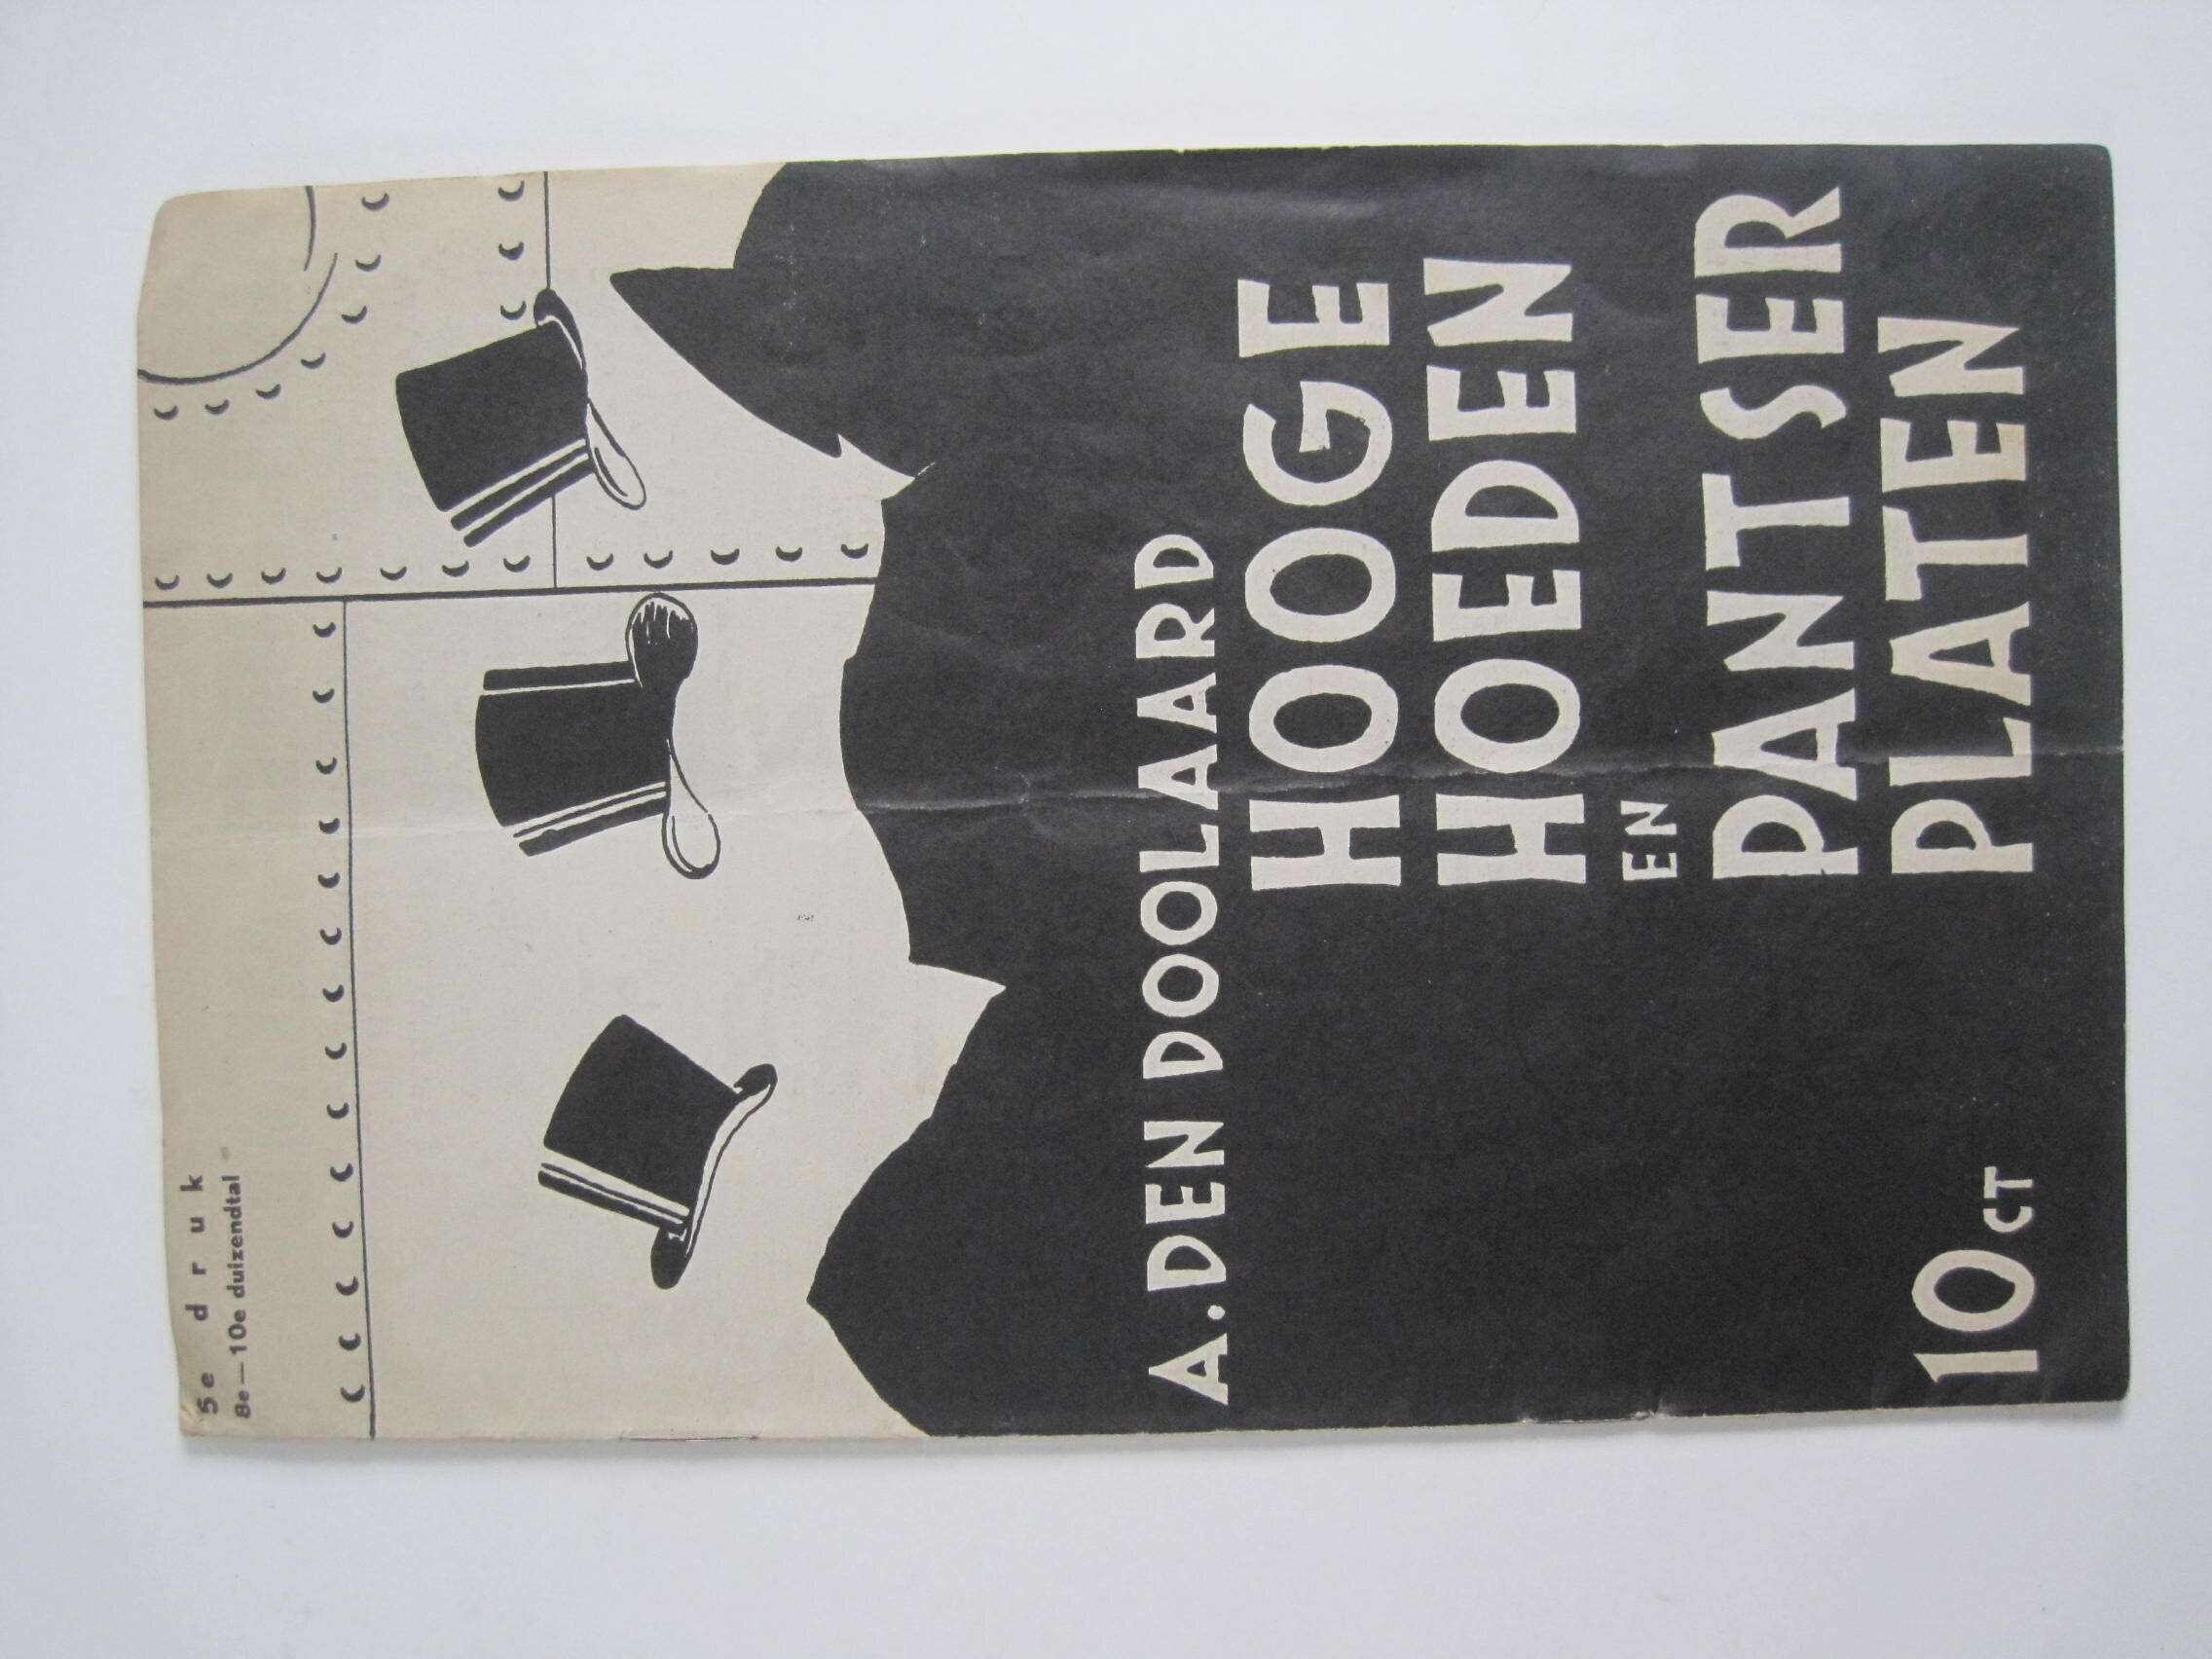 5e druk
8e—10e duizendtal
A. DEN DOOLAARD
HOOGE
HOEDEN
EN
PANTSER
PLATEN
10 CT